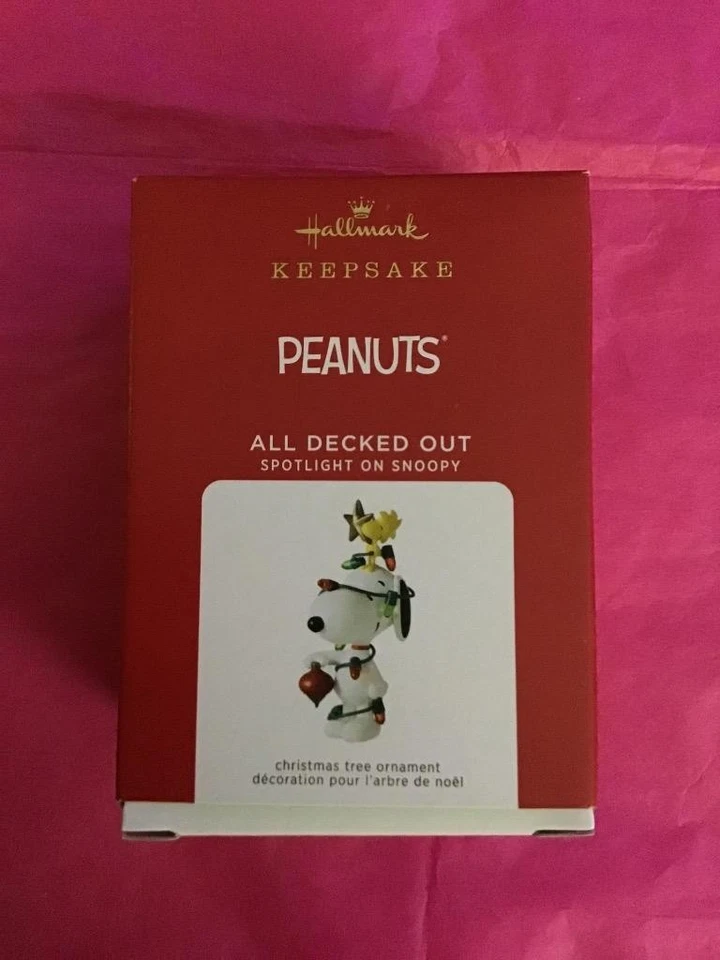 Hallmark
KEEPSAKE
PEANUTS®
ALL DECKED OUT
SPOTLIGHT ON SNOOPY
christmas tree ornament
décoration pour l'arbre de noël